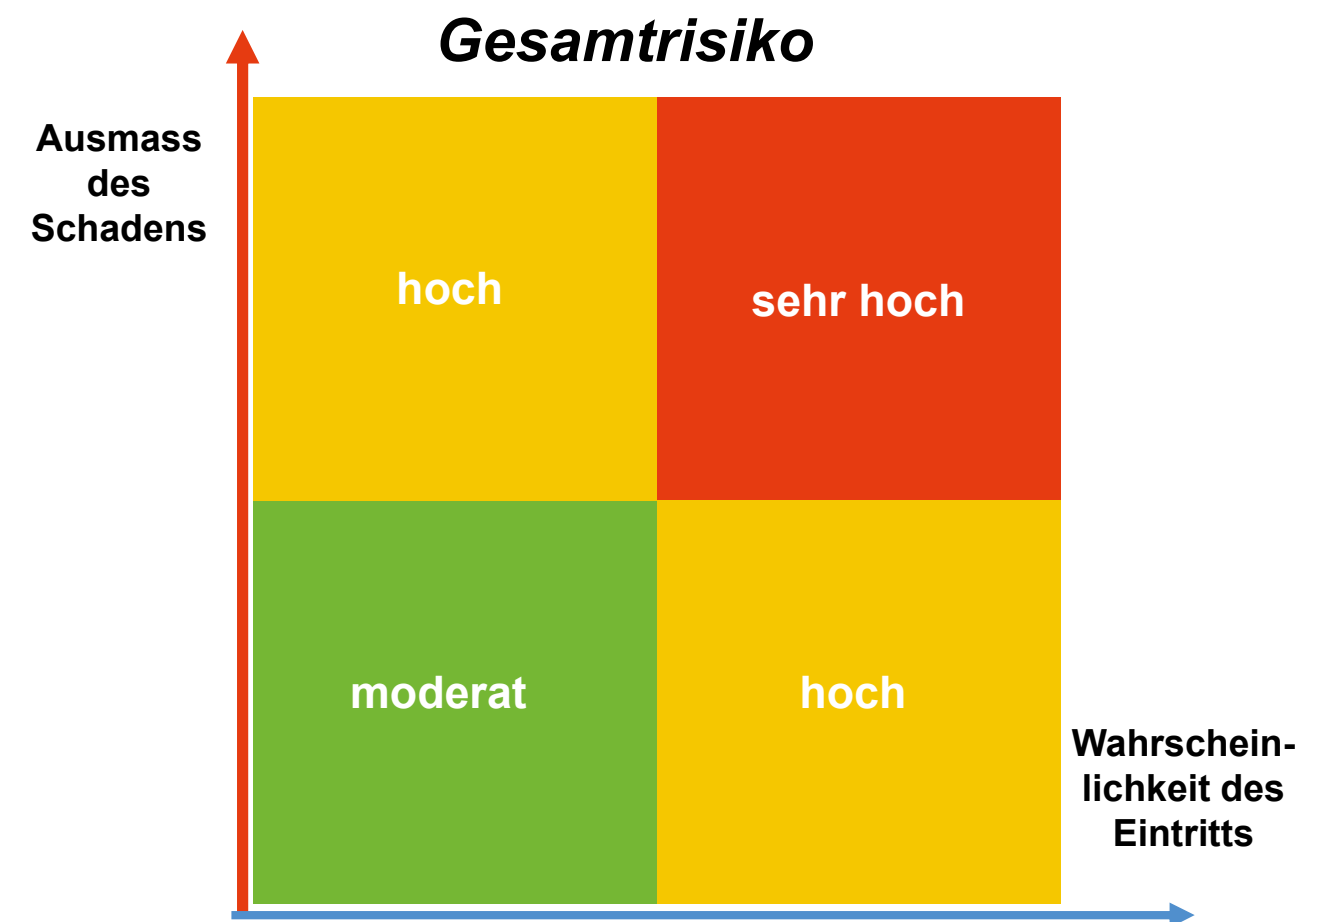 Gesamtrisiko
Ausmass
des
Schadens
hoch
sehr hoch
moderat
hoch
Wahrschein-
lichkeit des
Eintritts